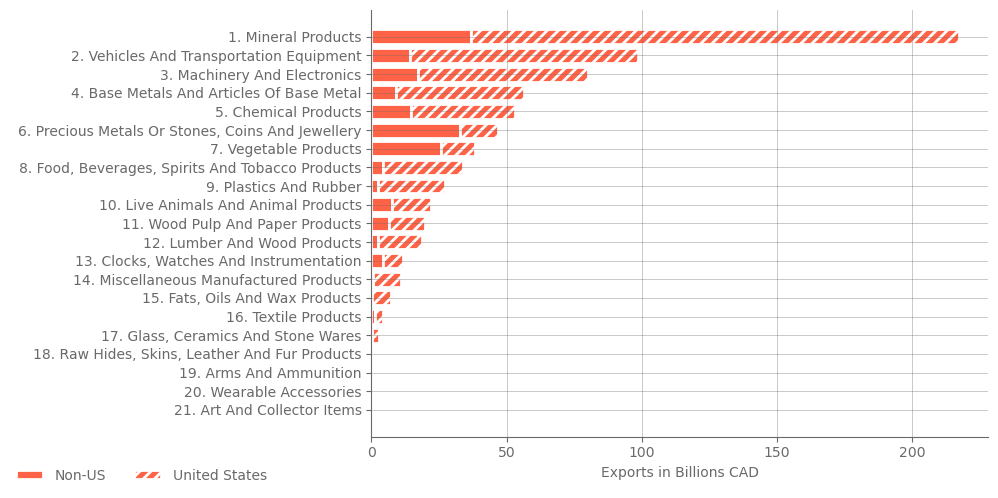 1. Mineral Products
2. Vehicles And Transportation Equipment
3. Machinery And Electronics
4. Base Metals And Articles Of Base Metal
5. Chemical Products
6. Precious Metals Or Stones, Coins And Jewellery
7. Vegetable Products
8. Food, Beverages, Spirits And Tobacco Products
9. Plastics And Rubber
10. Live Animals And Animal Products
11. Wood Pulp And Paper Products
12. Lumber And Wood Products
13. Clocks, Watches And Instrumentation
14. Miscellaneous Manufactured Products
15. Fats, Oils And Wax Products
16. Textile Products
17. Glass, Ceramics And Stone Wares
18. Raw Hides, Skins, Leather And Fur Products
19. Arms And Ammunition
20. Wearable Accessories
21. Art And Collector Items
0 50 100 150 200
Exports in Billions CAD
Non-US United States